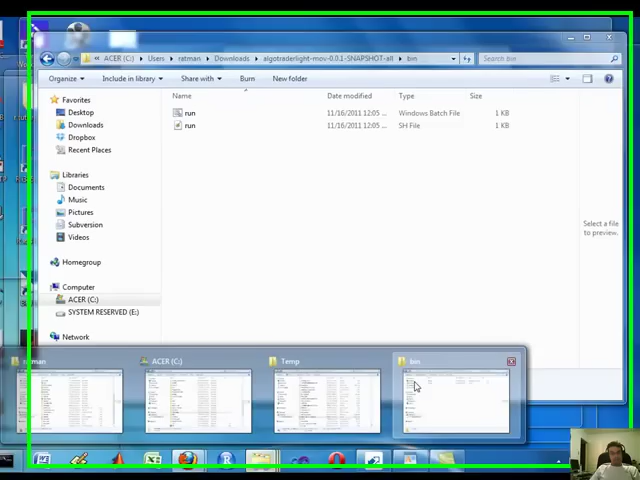 ACER (C:) ▸ Users ▸ ratman ▸ Downloads ▸ algotraderlight-mov-0.0.1-SNAPSHOT-all ▸ bin
Search bin
Organize Include in library Share with Burn New folder
Name Date modified Type Size
Favorites
Desktop
Downloads
Dropbox
Recent Places
Libraries
Documents
Music
Pictures
Subversion
Videos
Homegroup
Computer
ACER (C:)
SYSTEM RESERVED (E:)
Network
run 11/16/2011 12:05 ... Windows Batch File 1 KB
run 11/16/2011 12:05 ... SH File 1 KB
Select a file
to preview.
ratman ACER (C:) Temp bin